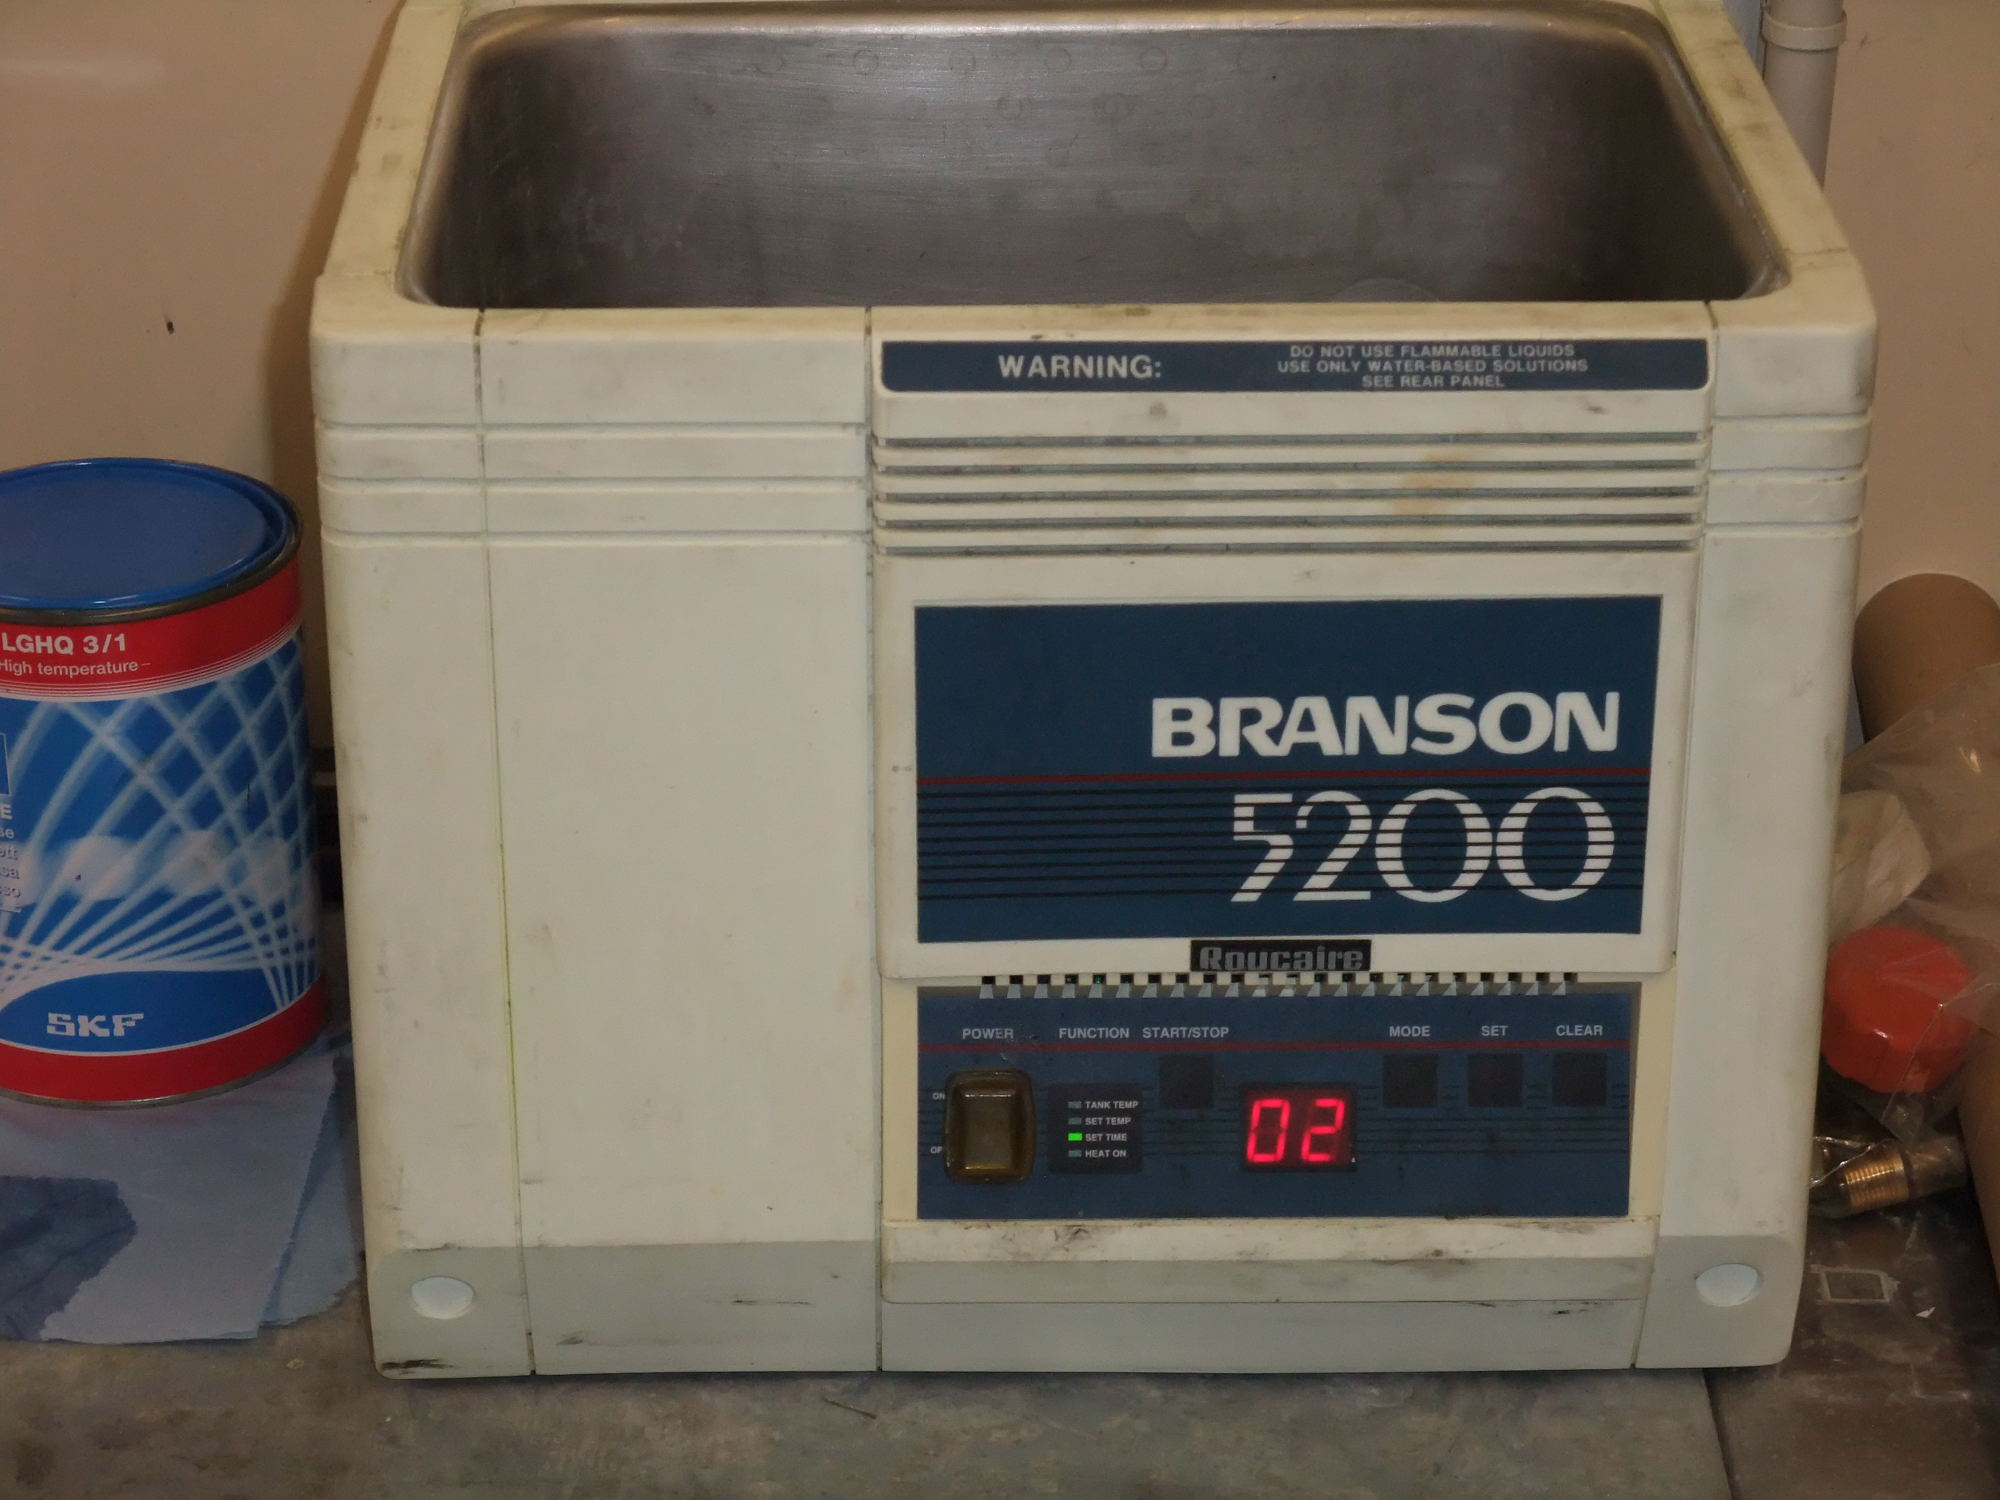 WARNING:
DO NOT USE FLAMMABLE LIQUIDS
USE ONLY WATER-BASED SOLUTIONS
SEE REAR PANEL
LGHQ 3/1
High temperature
SKF
BRANSON
5200
Roucaire
POWER FUNCTION START/STOP MODE SET CLEAR
ON
TANK TEMP
SET TEMP
SET TIME
HEAT ON
02